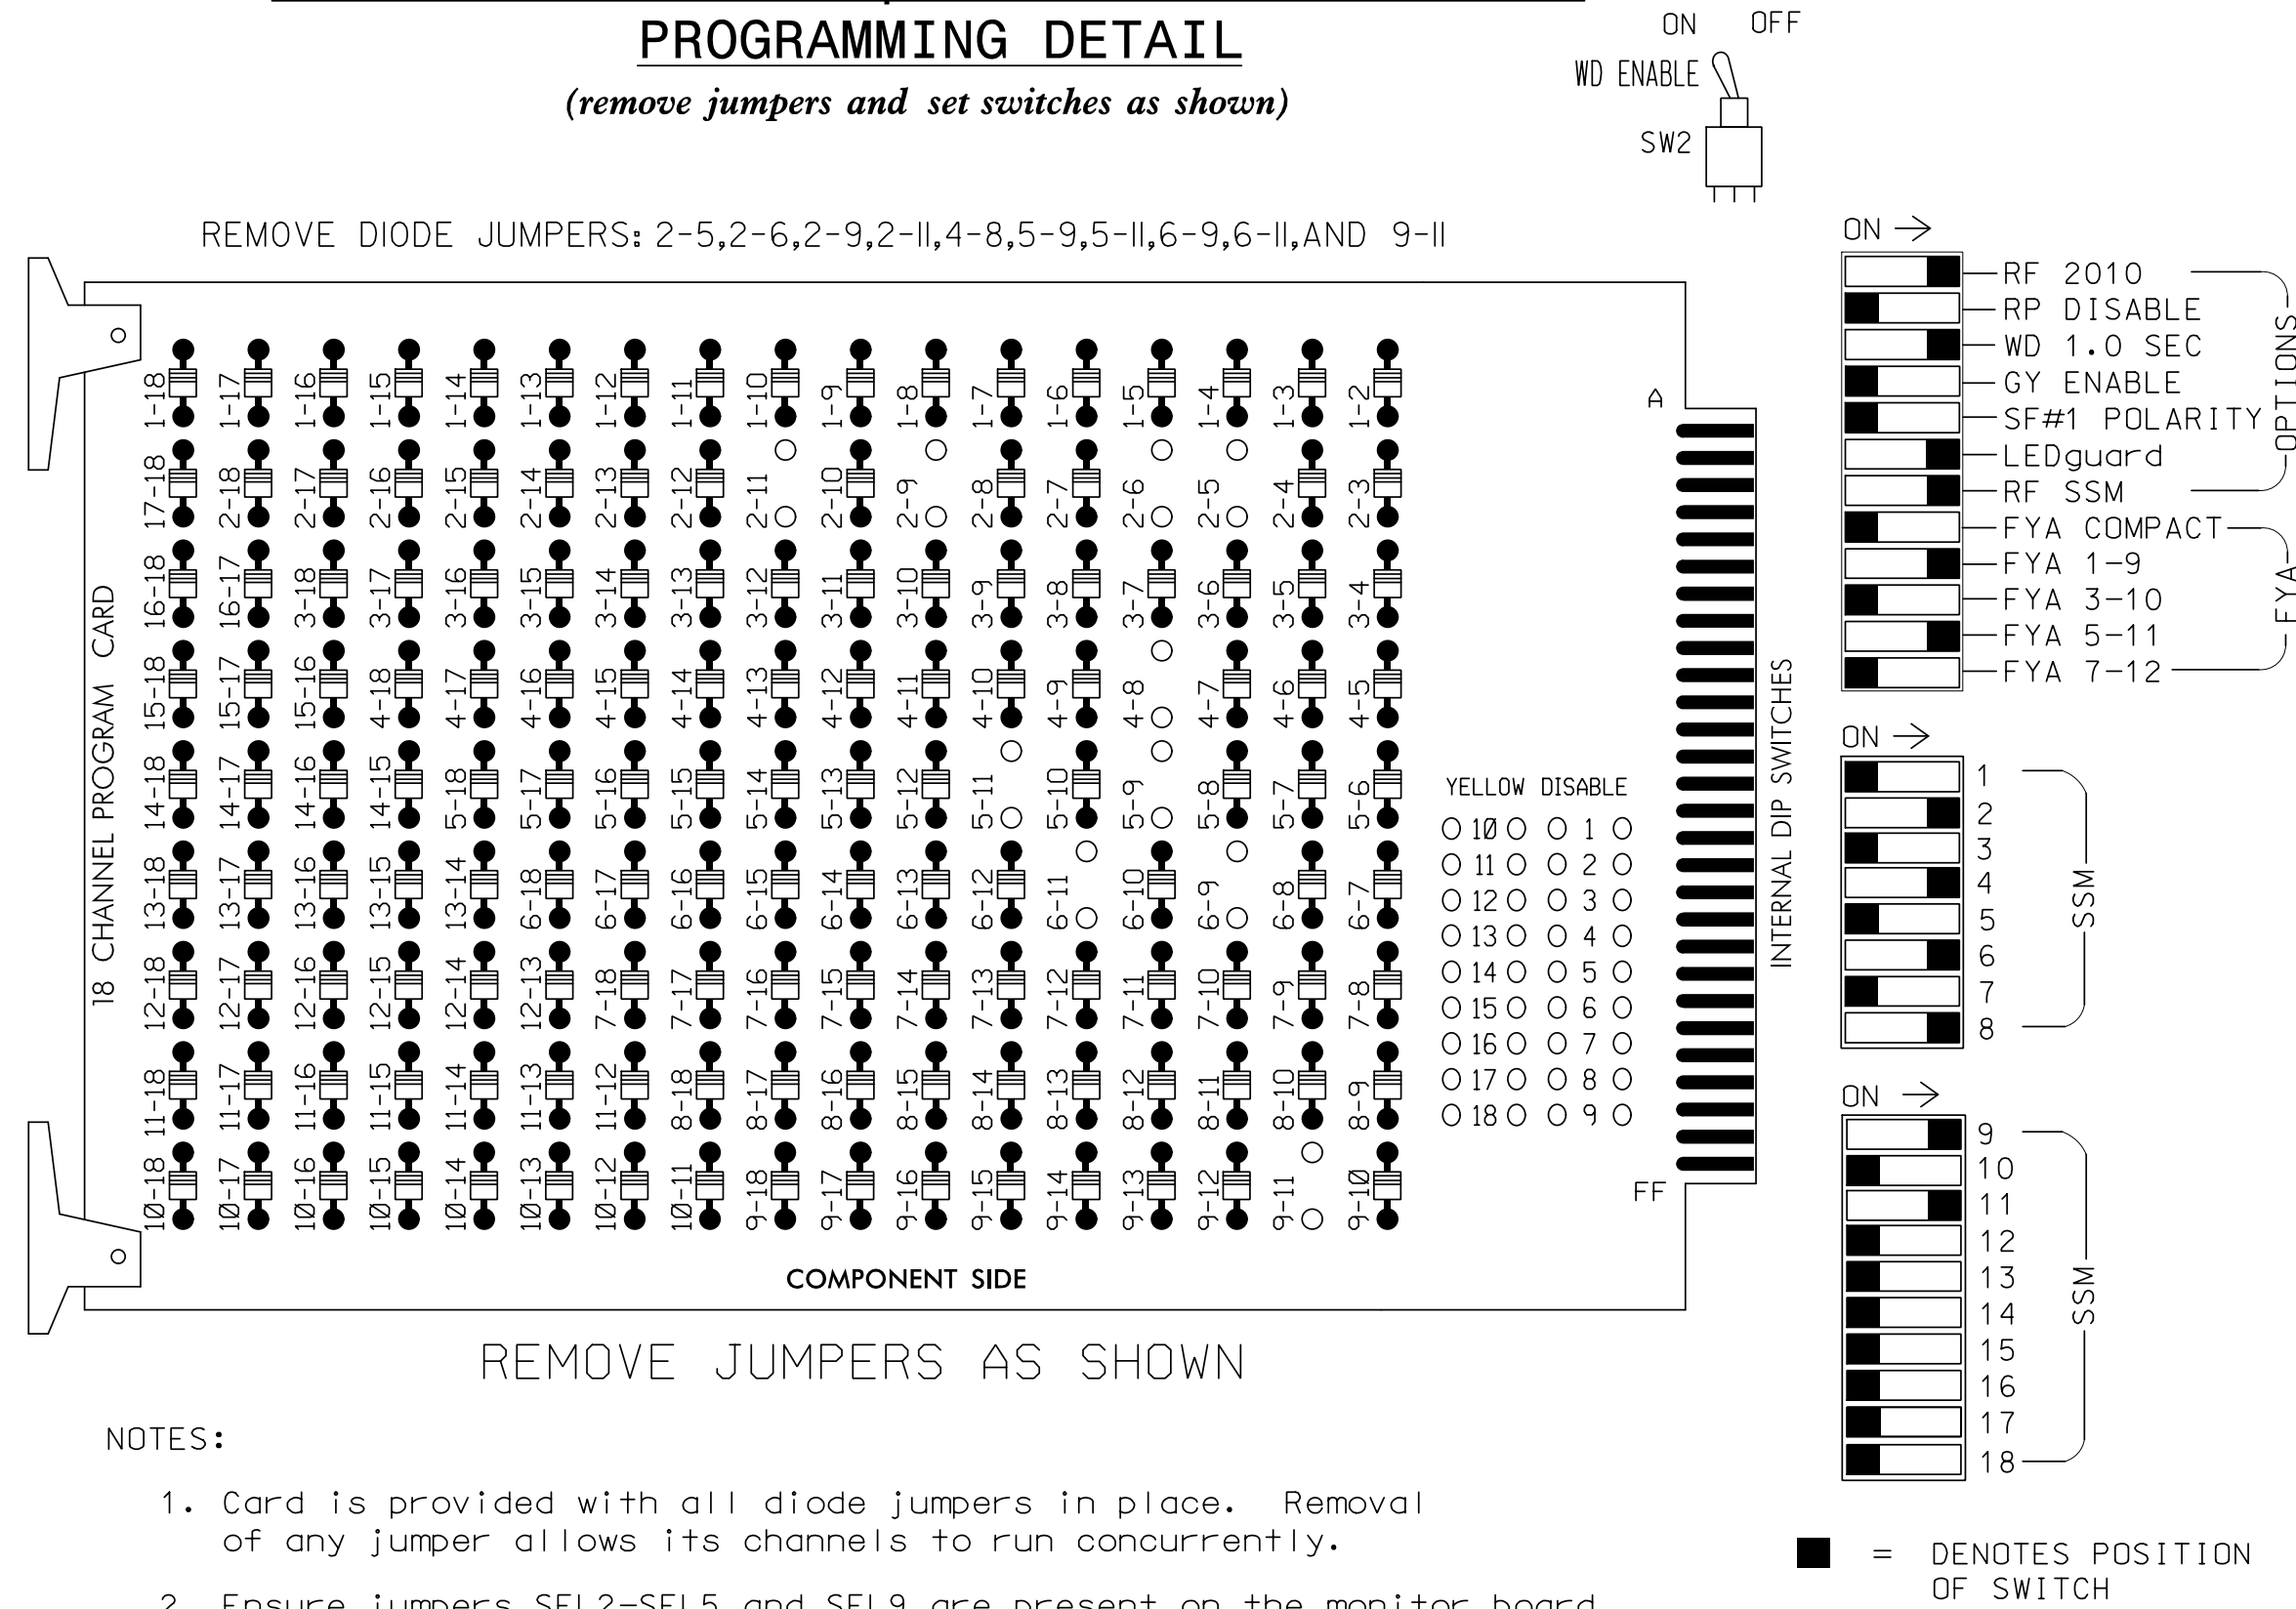 PROGRAMMING DETAIL
(remove jumpers and set switches as shown)
ON OFF
WD ENABLE
SW2
REMOVE DIODE JUMPERS: 2-5,2-6,2-9,2-11,4-8,5-9,5-11,6-9,6-11,AND 9-11
18 CHANNEL PROGRAM CARD
1-18 1-17 1-16 1-15 1-14 1-13 1-12 1-11 1-10 1-9 1-8 1-7 1-6 1-5 1-4 1-3 1-2
17-18 2-18 2-17 2-16 2-15 2-14 2-13 2-12 2-11 2-10 2-9 2-8 2-7 2-6 2-5 2-4 2-3
16-18 16-17 3-18 3-17 3-16 3-15 3-14 3-13 3-12 3-11 3-10 3-9 3-8 3-7 3-6 3-5 3-4
15-18 15-17 15-16 4-18 4-17 4-16 4-15 4-14 4-13 4-12 4-11 4-10 4-9 4-8 4-7 4-6 4-5
14-18 14-17 14-16 14-15 5-18 5-17 5-16 5-15 5-14 5-13 5-12 5-11 5-10 5-9 5-8 5-7 5-6
13-18 13-17 13-16 13-15 13-14 6-18 6-17 6-16 6-15 6-14 6-13 6-12 6-11 6-10 6-9 6-8 6-7
12-18 12-17 12-16 12-15 12-14 12-13 7-18 7-17 7-16 7-15 7-14 7-13 7-12 7-11 7-10 7-9 7-8
11-18 11-17 11-16 11-15 11-14 11-13 11-12 8-18 8-17 8-16 8-15 8-14 8-13 8-12 8-11 8-10 8-9
10-18 10-17 10-16 10-15 10-14 10-13 10-12 10-11 9-18 9-17 9-16 9-15 9-14 9-13 9-12 9-11 9-10
YELLOW DISABLE
10 1
11 2
12 3
13 4
14 5
15 6
16 7
17 8
18 9
A
FF
INTERNAL DIP SWITCHES
COMPONENT SIDE
REMOVE JUMPERS AS SHOWN
ON
RF 2010
RP DISABLE
WD 1.0 SEC
GY ENABLE
SF#1 POLARITY
LEDguard
RF SSM
OPTIONS
FYA COMPACT
FYA 1-9
FYA 3-10
FYA 5-11
FYA 7-12
FYA
ON
1
2
3
4
5
6
7
8
SSM
ON
9
10
11
12
13
14
15
16
17
18
SSM
NOTES:
1. Card is provided with all diode jumpers in place. Removal
of any jumper allows its channels to run concurrently.
2. Ensure jumpers SEL2-SEL5 and SEL9 are present on the monitor board.
= DENOTES POSITION
OF SWITCH